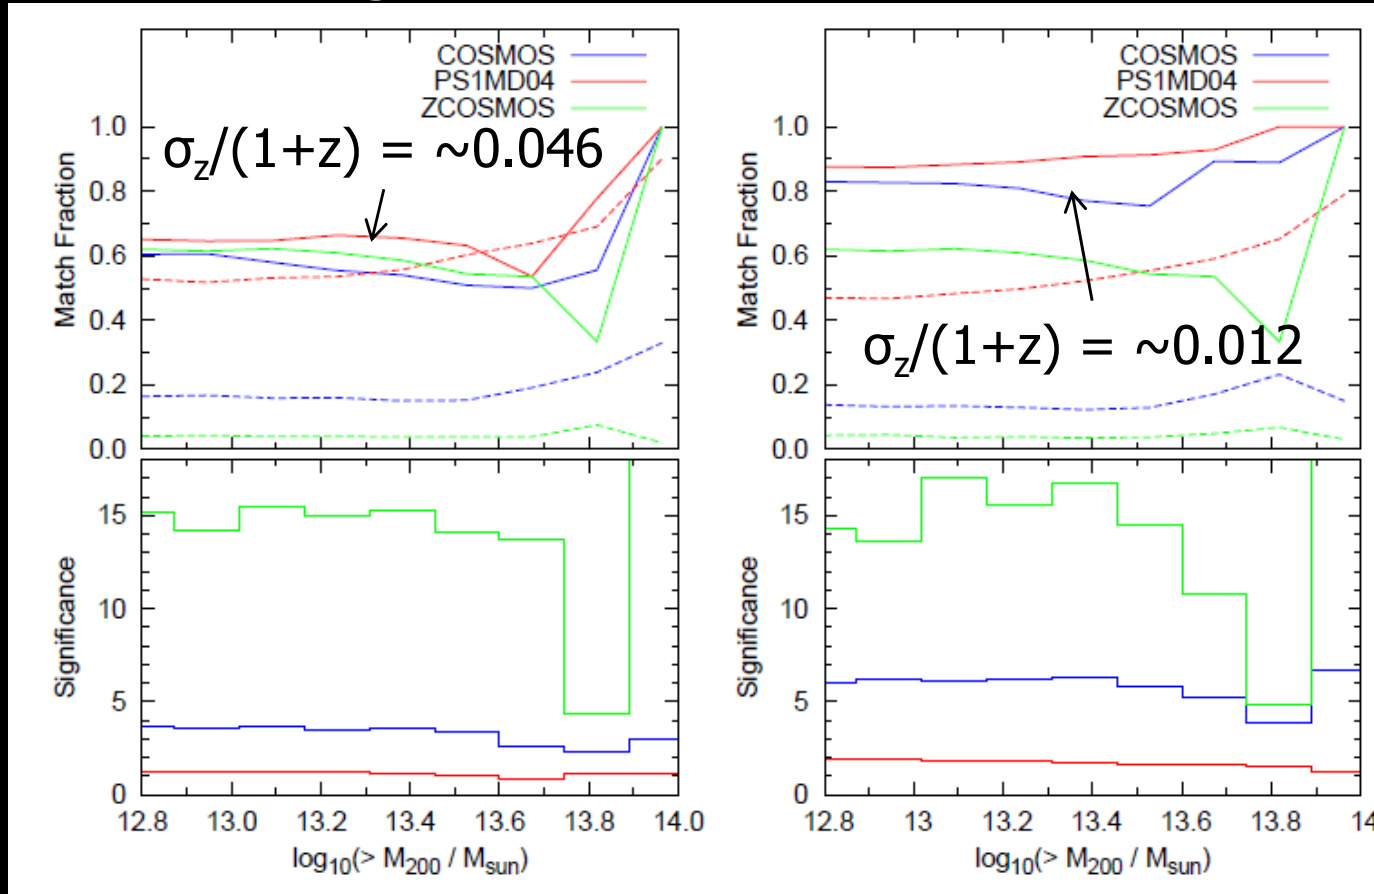 COSMOS
PS1MD04
ZCOSMOS
σz/(1+z) = ~0.046
Match Fraction
1.0
0.8
0.6
0.4
0.2
0.0
COSMOS
PS1MD04
ZCOSMOS
σz/(1+z) = ~0.012
Match Fraction
1.0
0.8
0.6
0.4
0.2
0.0
Significance
15
10
5
0
12.8 13.0 13.2 13.4 13.6 13.8 14.0
log10(> M200 / Msun)
Significance
15
10
5
0
12.8 13 13.2 13.4 13.6 13.8 14
log10(> M200 / Msun)